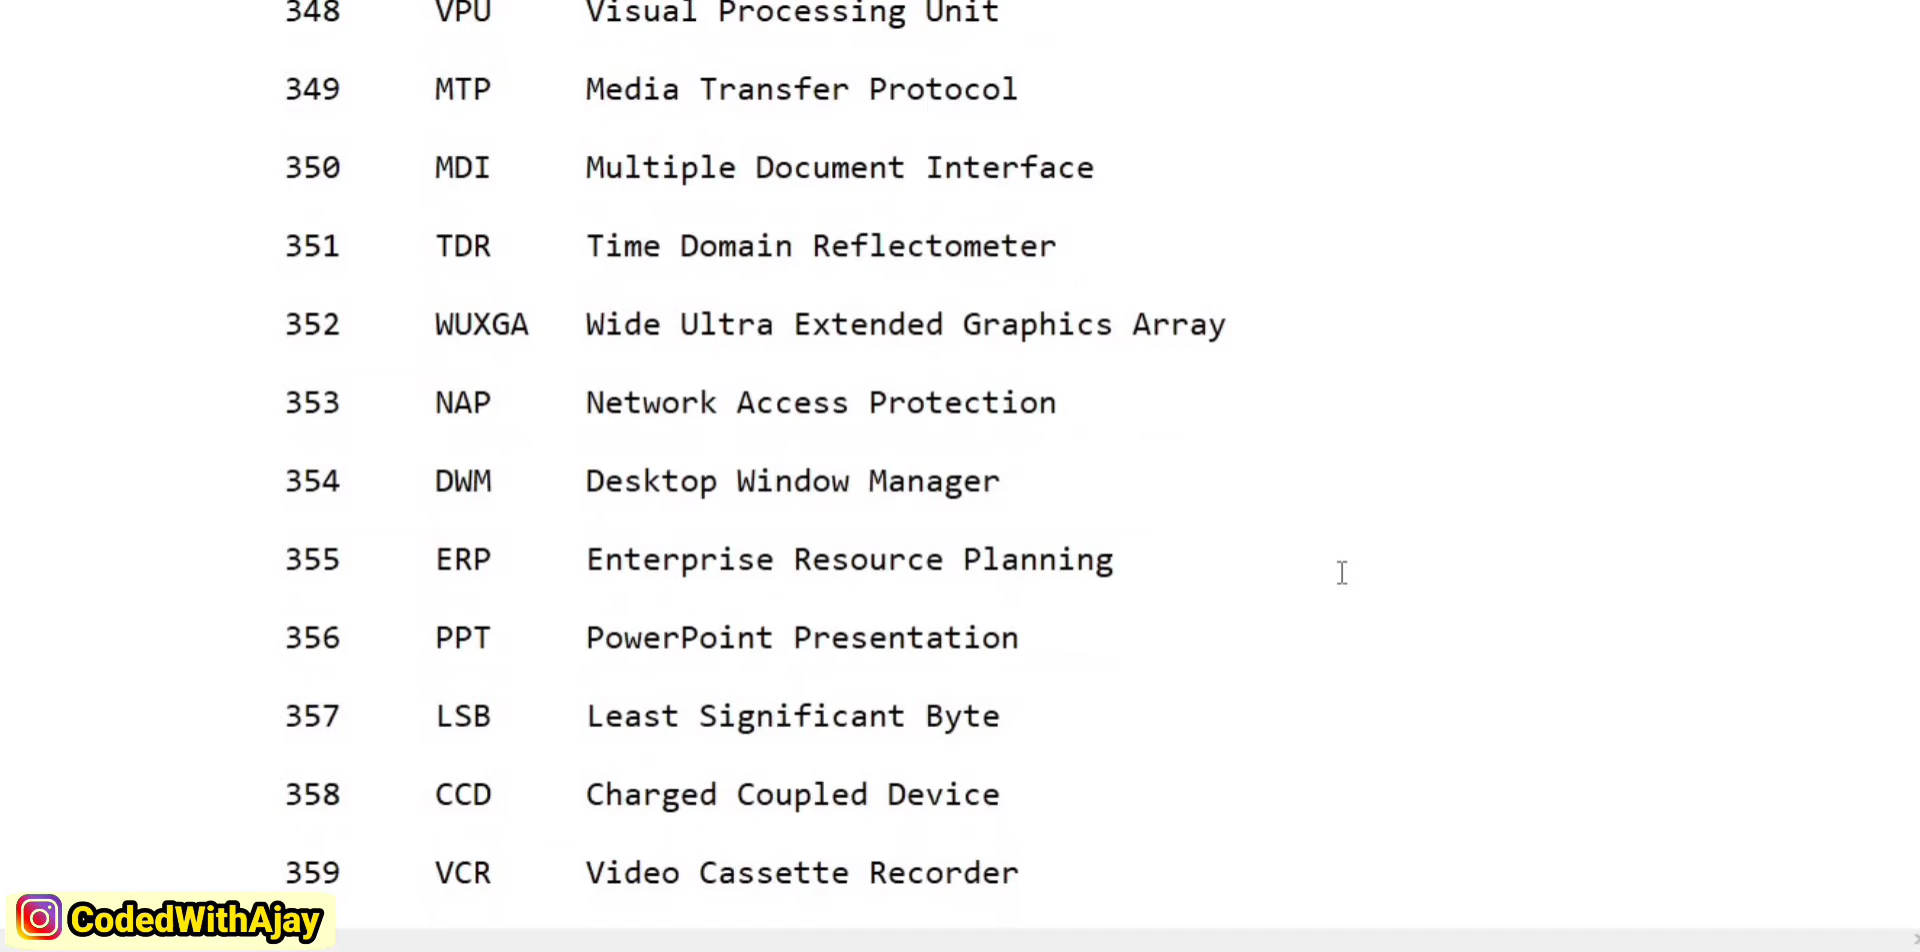 348 VPU Visual Processing Unit
349 MTP Media Transfer Protocol
350 MDI Multiple Document Interface
351 TDR Time Domain Reflectometer
352 WUXGA Wide Ultra Extended Graphics Array
353 NAP Network Access Protection
354 DWM Desktop Window Manager
355 ERP Enterprise Resource Planning
356 PPT PowerPoint Presentation
357 LSB Least Significant Byte
358 CCD Charged Coupled Device
359 VCR Video Cassette Recorder
CodedWithAjay